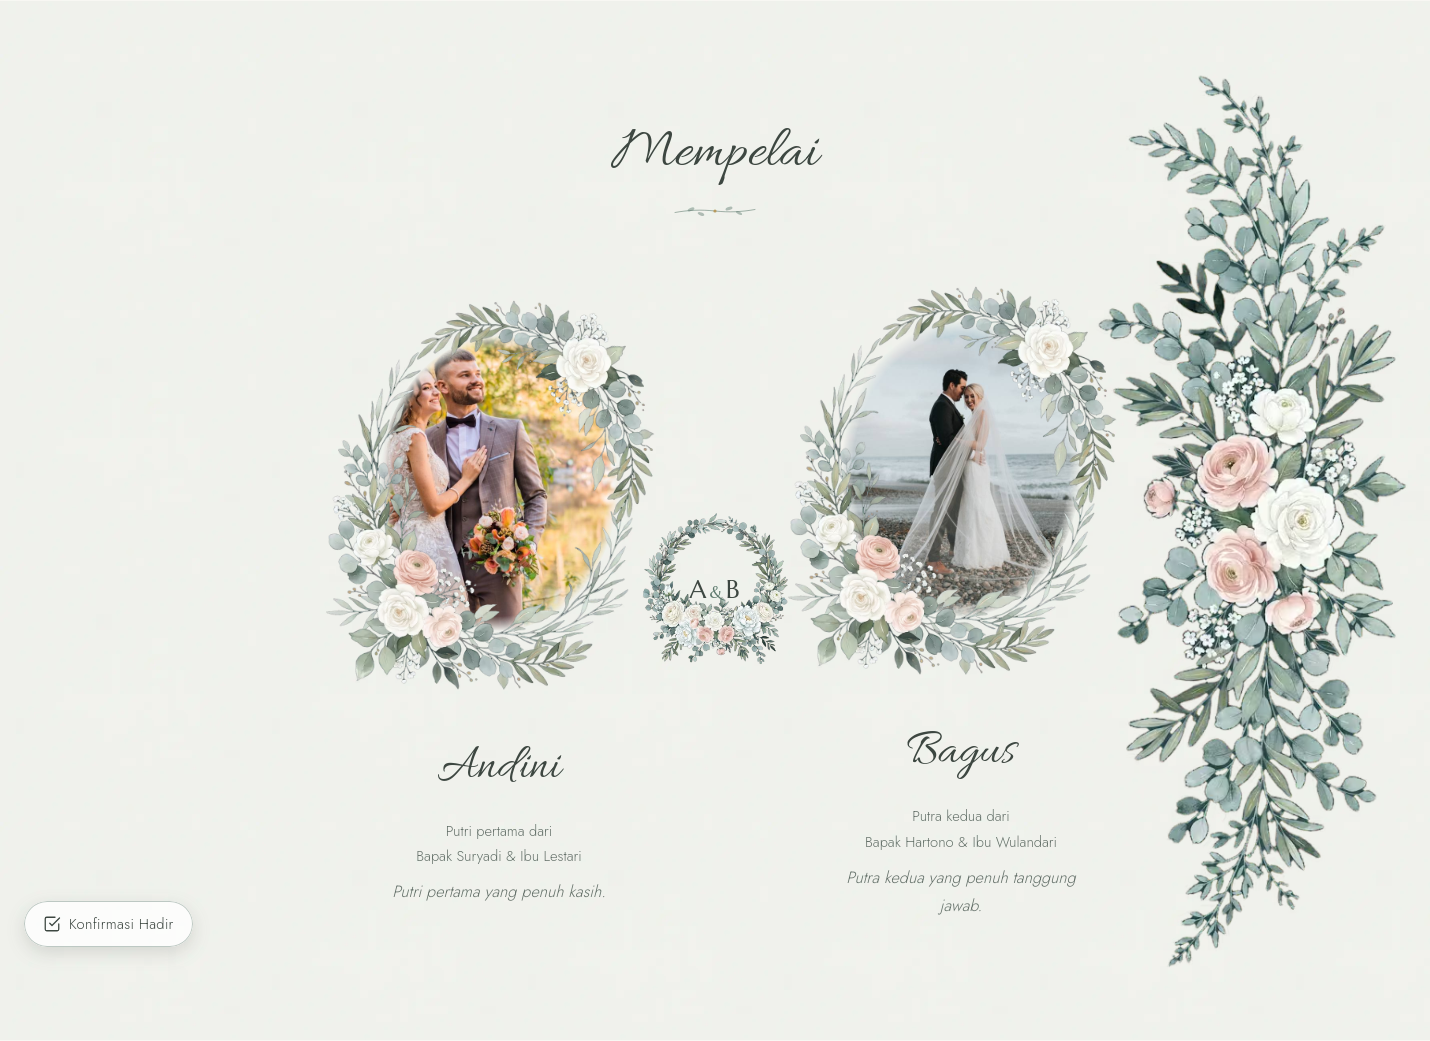 Mempelai
A & B
Andini
Putri pertama dari
Bapak Suryadi & Ibu Lestari
Putri pertama yang penuh kasih.
Bagus
Putra kedua dari
Bapak Hartono & Ibu Wulandari
Putra kedua yang penuh tanggung
jawab.
Konfirmasi Hadir